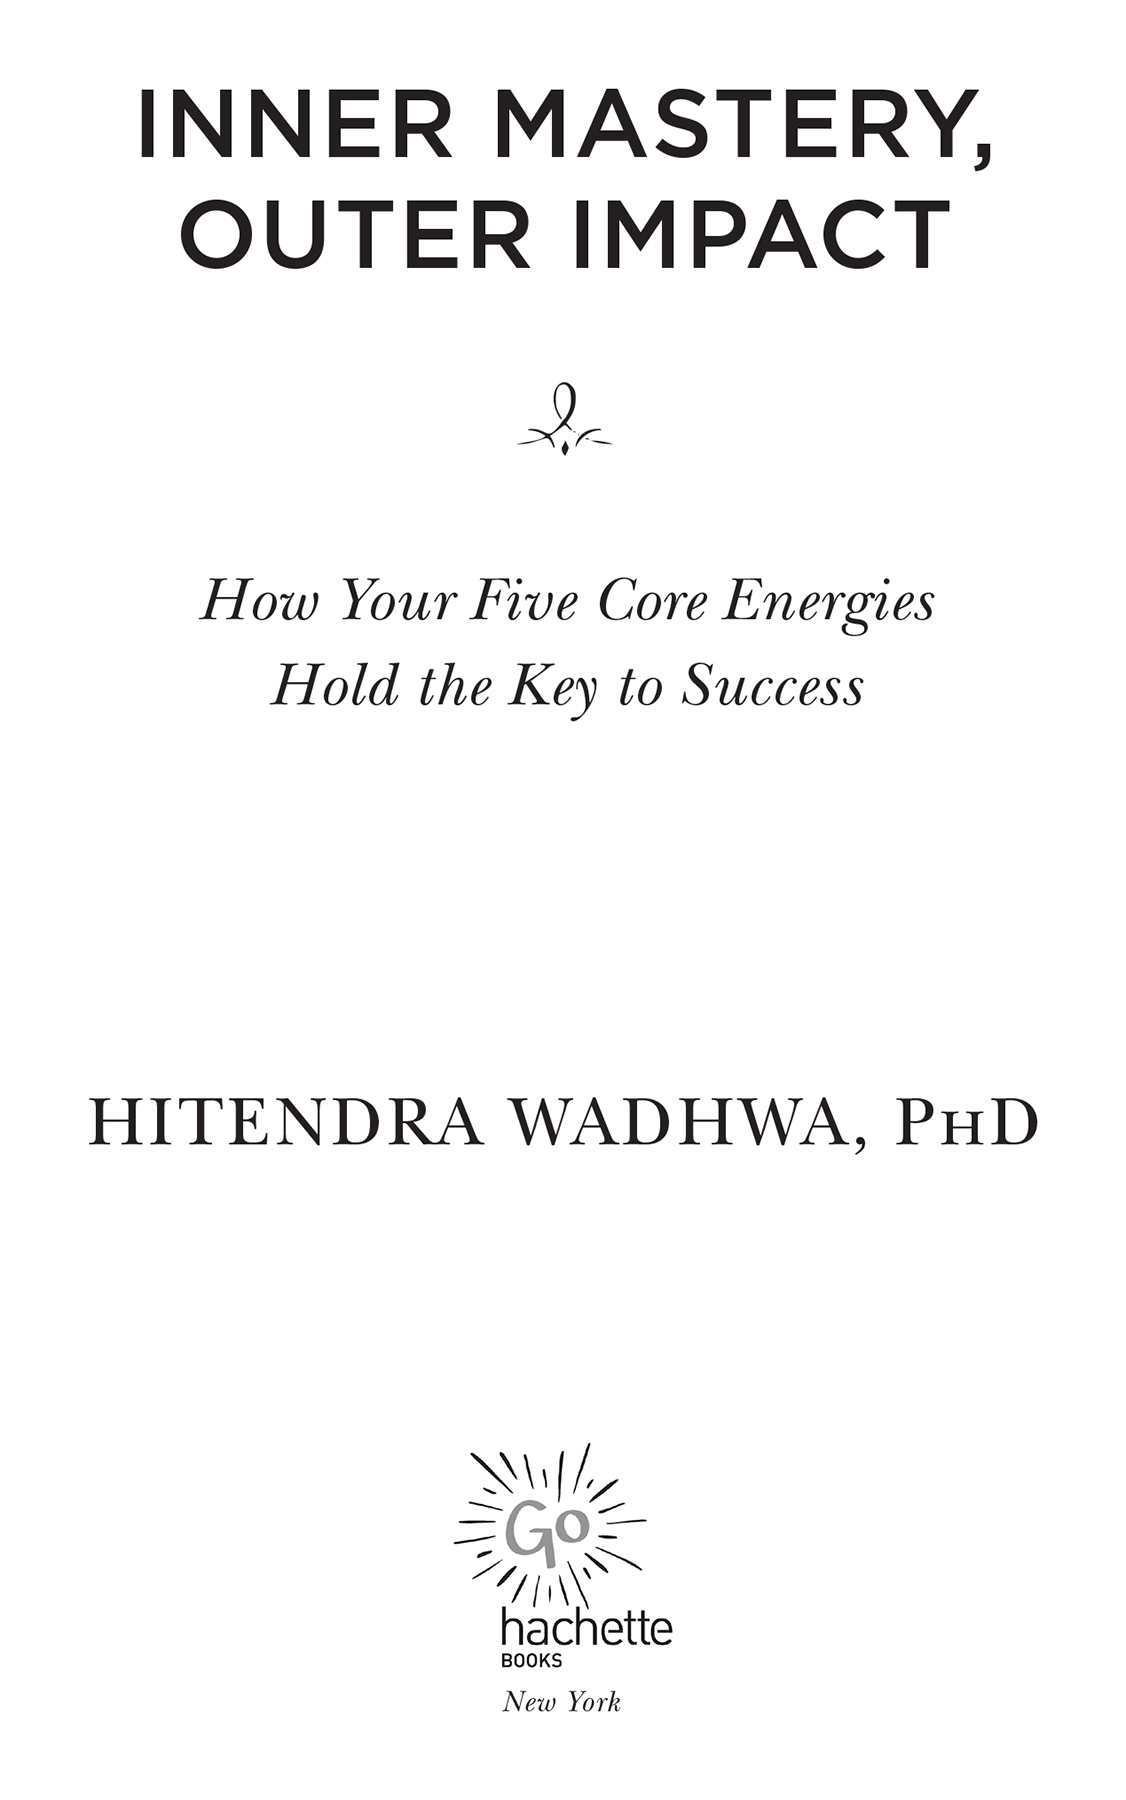 INNER MASTERY,
OUTER IMPACT
How Your Five Core Energies
Hold the Key to Success
HITENDRA WADHWA, PHD
Go
hachette
BOOKS
New York